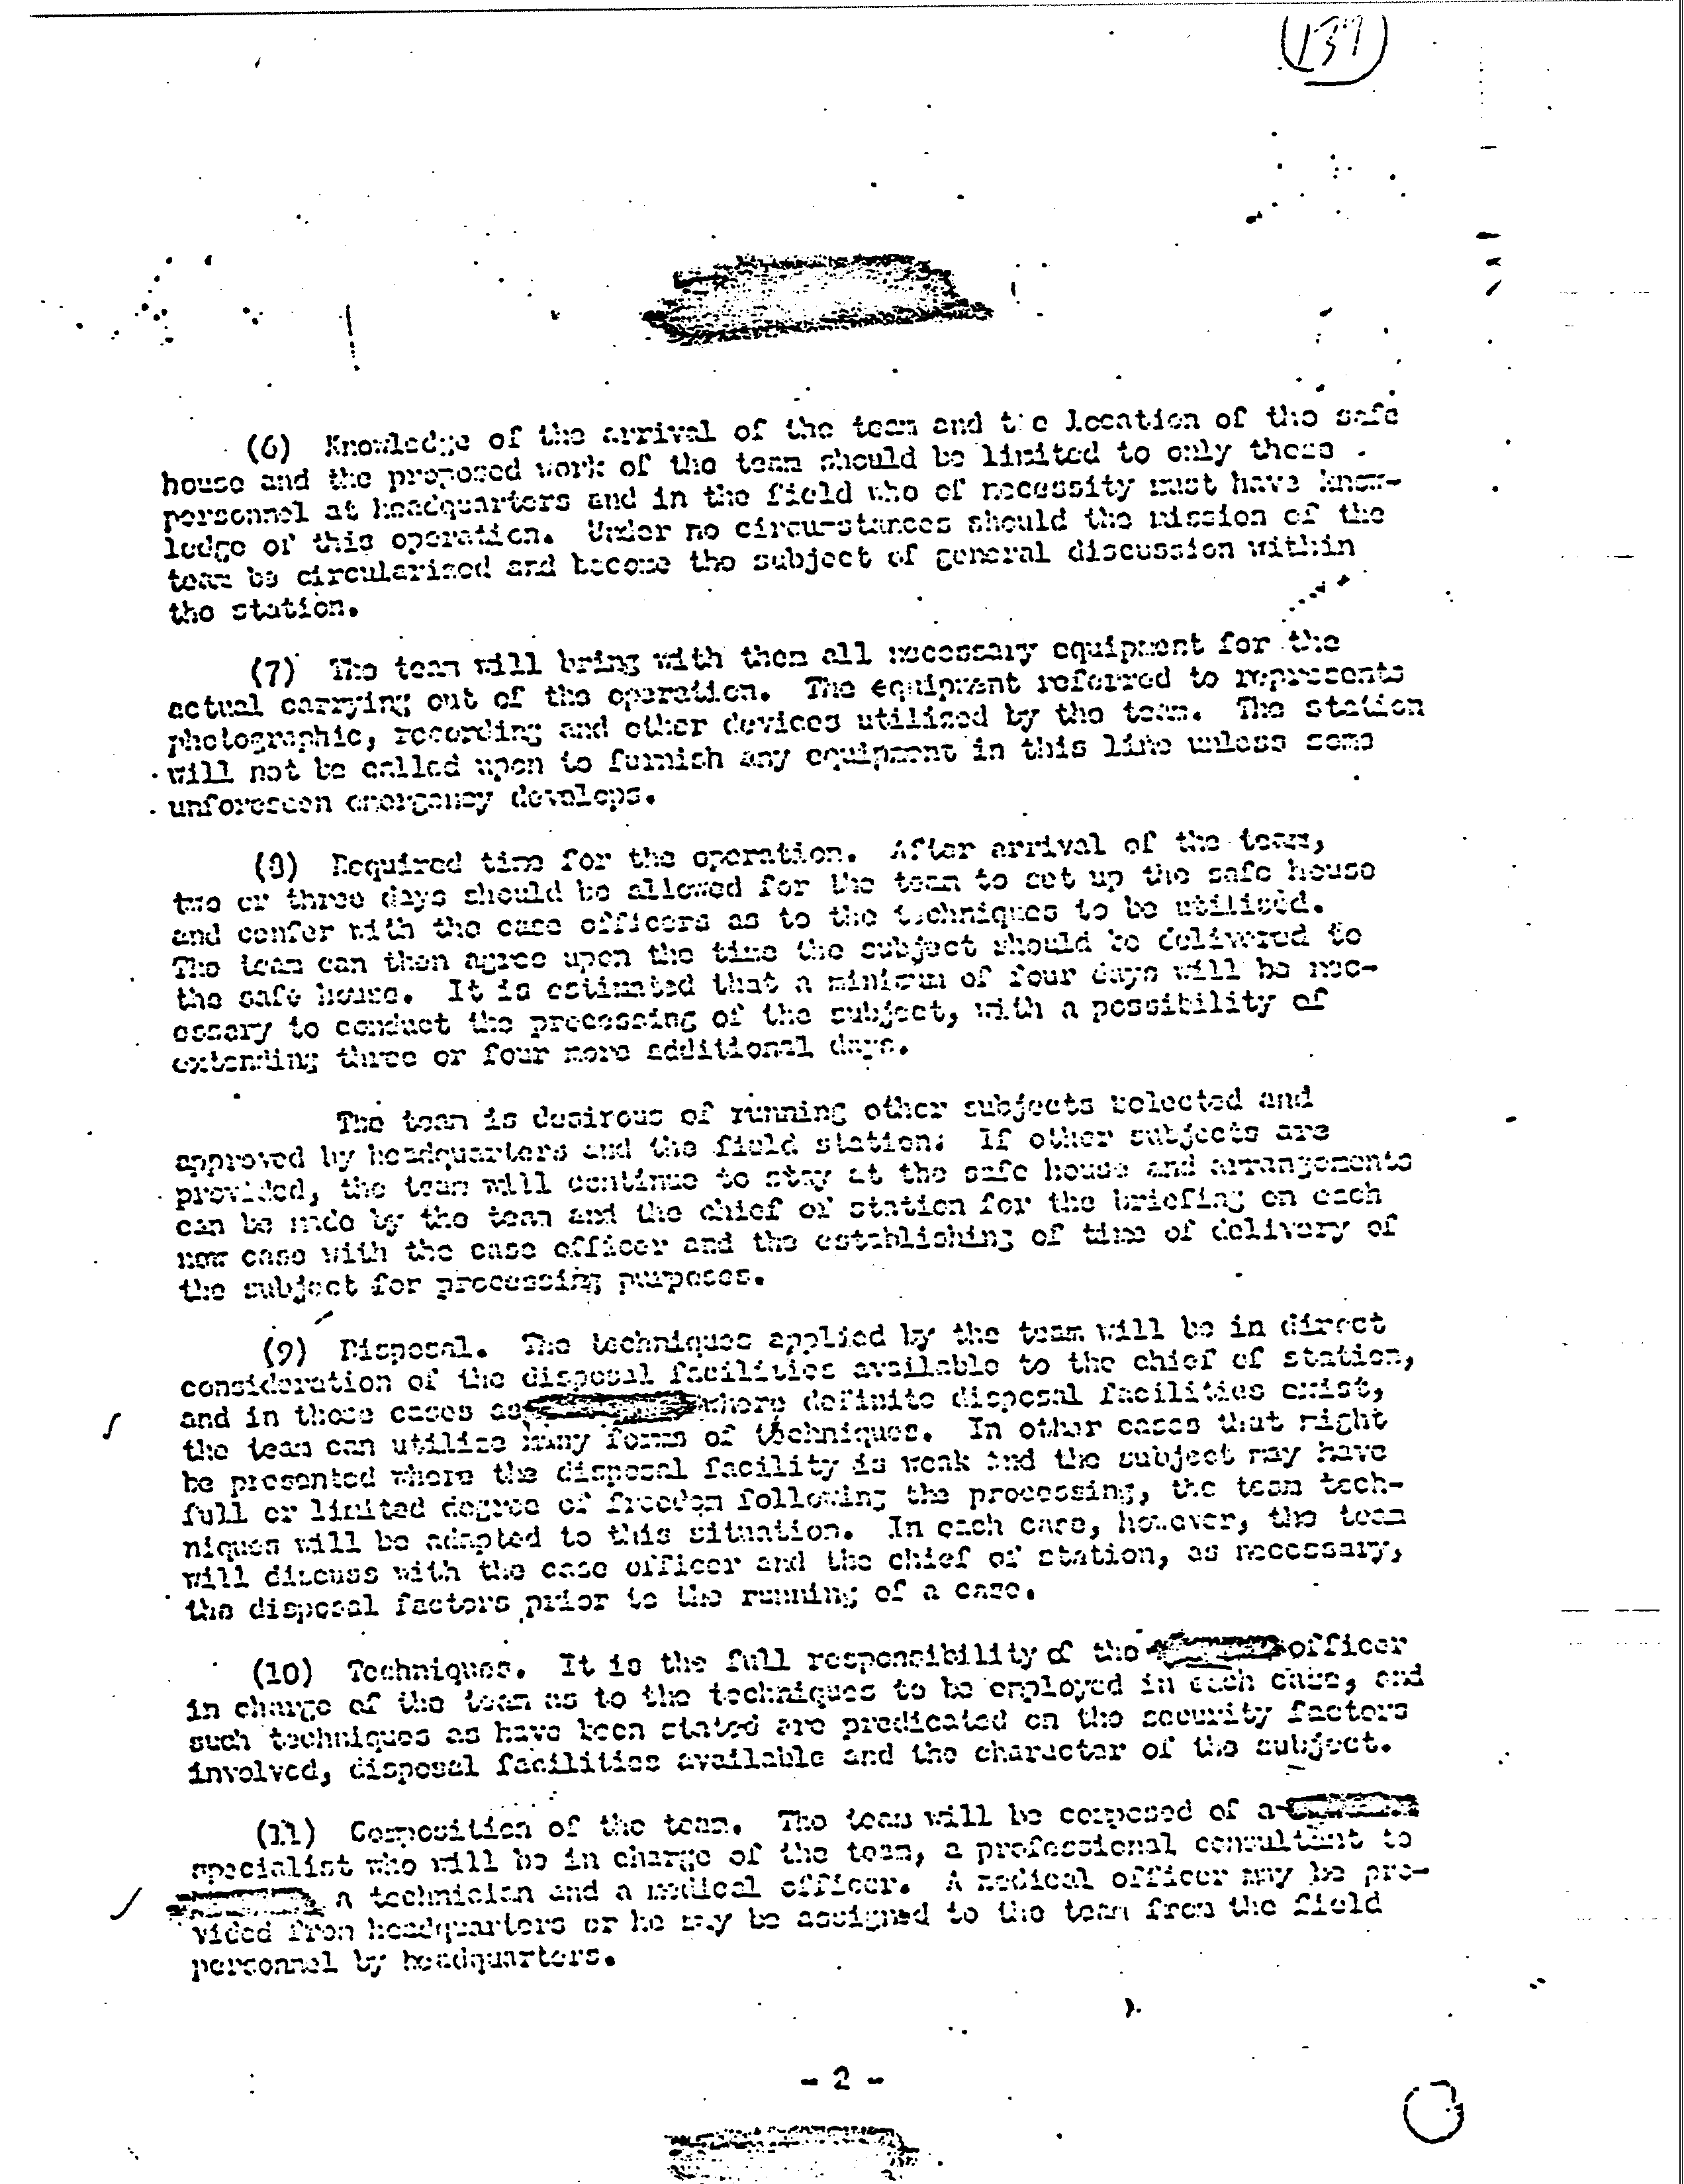 (137)
(6) Knowledge of the arrival of the team and the location of the safe
house and the proposed work of the team should be limited to only those
personnel at headquarters and in the field who of necessity must have know-
ledge of this operation. Under no circumstances should the mission of the
team be circularized and become the subject of general discussion within
the station.
(7) The team will bring with them all necessary equipment for the
actual carrying out of the operation. The equipment referred to represents
photographic, recording and other devices utilized by the team. The station
will not be called upon to furnish any equipment in this line unless some
unforeseen emergency develops.
(8) Required time for the operation. After arrival of the team,
two or three days should be allowed for the team to set up the safe house
and confer with the case officers as to the techniques to be utilized.
The team can then agree upon the time the subject should be delivered to
the safe house. It is estimated that a minimum of four days will be nec-
essary to conduct the processing of the subject, with a possibility of
extending three or four more additional days.
The team is desirous of running other subjects selected and
approved by headquarters and the field station. If other subjects are
provided, the team will continue to stay at the safe house and arrangements
can be made by the team and the chief of station for the briefing on each
new case with the case officer and the establishing of time of delivery of
the subject for processing purposes.
(9) Disposal. The techniques applied by the team will be in direct
consideration of the disposal facilities available to the chief of station,
and in those cases as where definite disposal facilities exist,
the team can utilize many forms of techniques. In other cases that might
be presented where the disposal facility is weak and the subject may have
full or limited degree of freedom following the processing, the team tech-
niques will be adapted to this situation. In each case, however, the team
will discuss with the case officer and the chief of station, as necessary,
the disposal factors prior to the running of a case.
(10) Techniques. It is the full responsibility of the officer
in charge of the team as to the techniques to be employed in each case, and
such techniques as have been stated are predicated on the security factors
involved, disposal facilities available and the character of the subject.
(11) Composition of the team. The team will be composed of a
specialist who will be in charge of the team, a professional consultant to
a technician and a medical officer. A medical officer may be pro-
vided from headquarters or he may be assigned to the team from the field
personnel by headquarters.
- 2 -